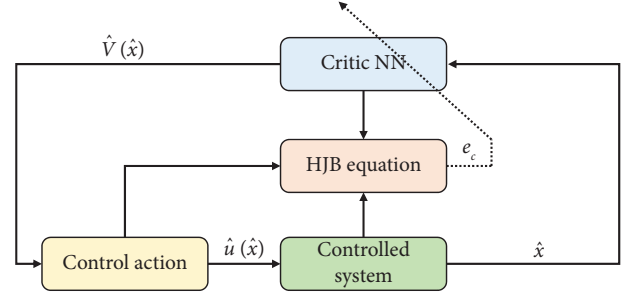 V̂ (x̂)
Critic NN
HJB equation
e_c
Control action
û (x̂)
Controlled
system
x̂